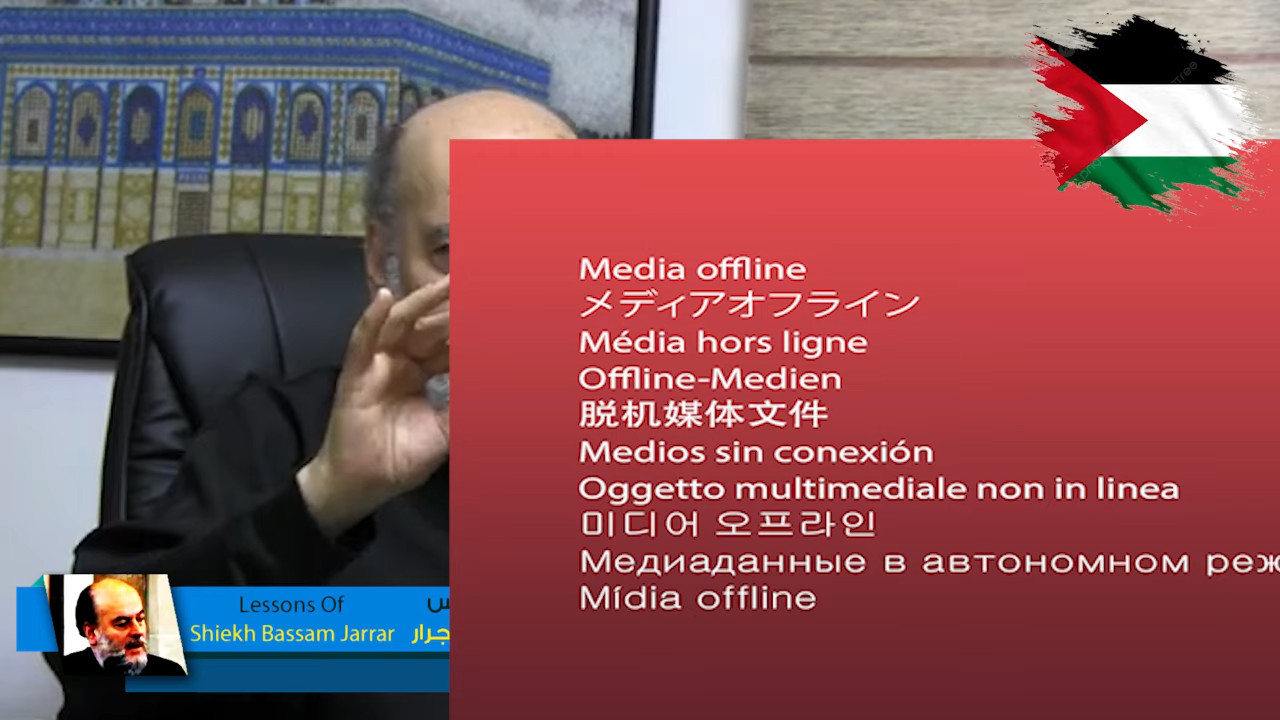 Media offline
メディアオフライン
Média hors ligne
Offline-Medien
脱机媒体文件
Medios sin conexión
Oggetto multimediale non in linea
미디어 오프라인
Медиаданные в автономном
Mídia offline
Lessons Of
Shiekh Bassam Jarrar جرار